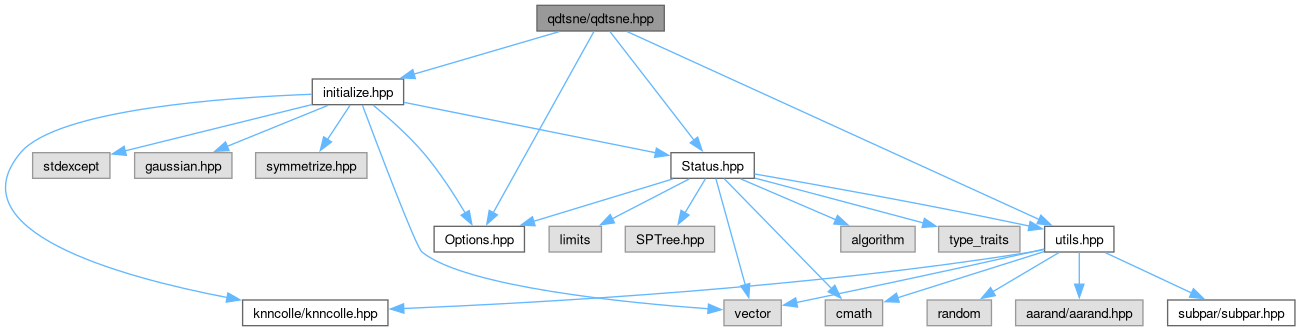 qdtsne/qdtsne.hpp
initialize.hpp
stdexcept
gaussian.hpp
symmetrize.hpp
Status.hpp
Options.hpp
limits
SPTree.hpp
algorithm
type_traits
utils.hpp
knncolle/knncolle.hpp
vector
cmath
random
aarand/aarand.hpp
subpar/subpar.hpp